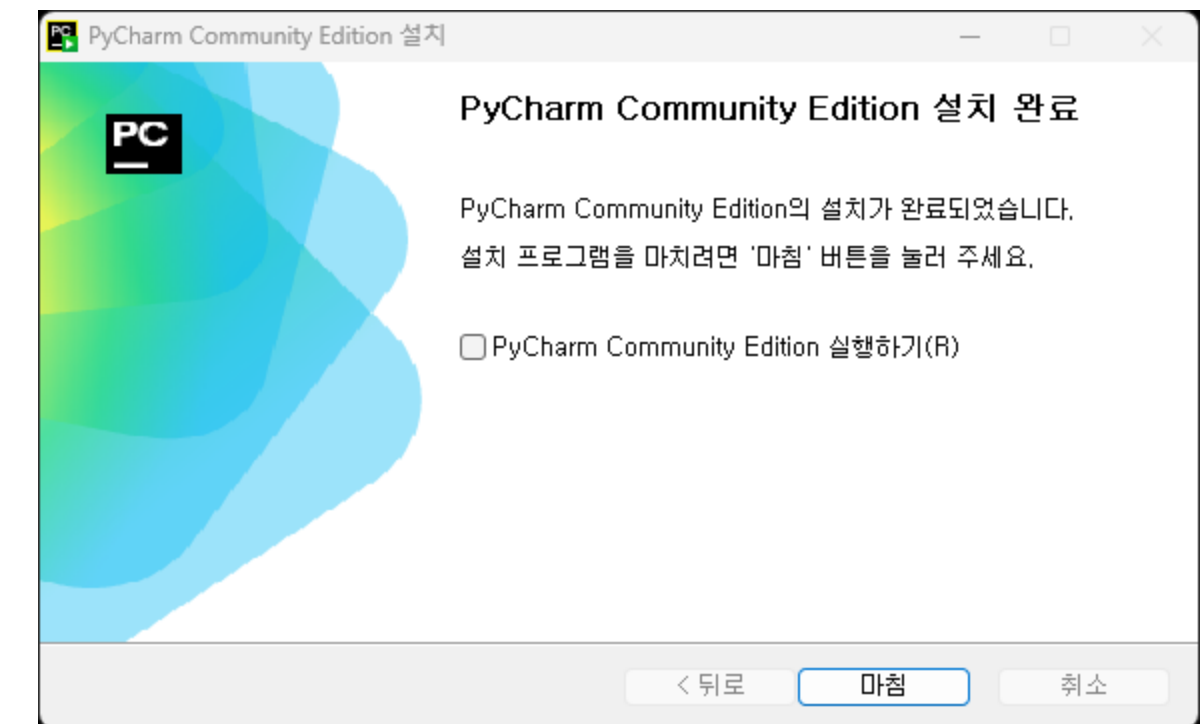 PyCharm Community Edition 설치
PC
PyCharm Community Edition 설치 완료
PyCharm Community Edition의 설치가 완료되었습니다.
설치 프로그램을 마치려면 '마침' 버튼을 눌러 주세요.
PyCharm Community Edition 실행하기(R)
< 뒤로
마침
취소